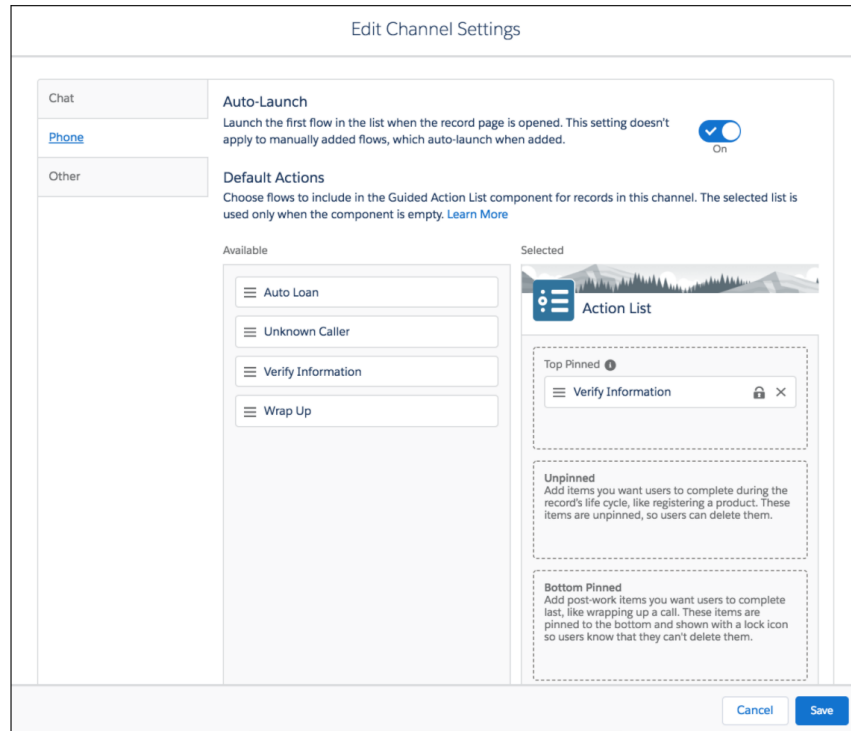 Edit Channel Settings
Chat
Phone
Other
Auto-Launch
Launch the first flow in the list when the record page is opened. This setting doesn't
apply to manually added flows, which auto-launch when added.
On
Default Actions
Choose flows to include in the Guided Action List component for records in this channel. The selected list is
used only when the component is empty. Learn More
Available
Auto Loan
Unknown Caller
Verify Information
Wrap Up
Selected
Action List
Top Pinned
Verify Information
Unpinned
Add items you want users to complete during the
record's life cycle, like registering a product. These
items are unpinned, so users can delete them.
Bottom Pinned
Add post-work items you want users to complete
last, like wrapping up a call. These items are
pinned to the bottom and shown with a lock icon
so users know that they can't delete them.
Cancel
Save